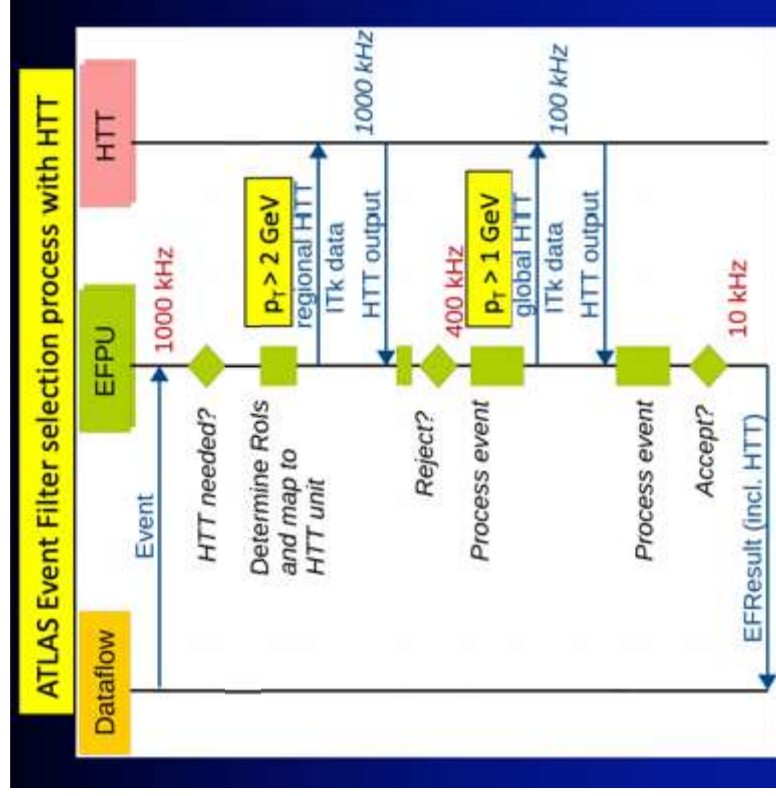 ATLAS Event Filter selection process with HTT
Dataflow
EFPU
HTT
Event
1000 kHz
HTT needed?
Determine RoIs
and map to
HTT unit
p_T > 2 GeV
regional HTT
ITk data
1000 kHz
HTT output
Reject?
400 kHz
Process event
p_T > 1 GeV
global HTT
ITk data
100 kHz
HTT output
Process event
Accept?
10 kHz
EFResult (incl. HTT)